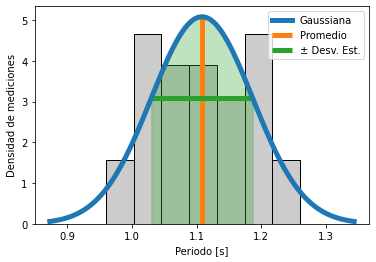 Gaussiana
Promedio
± Desv. Est.
Densidad de mediciones
5
4
3
2
1
0
0.9 1.0 1.1 1.2 1.3
Periodo [s]